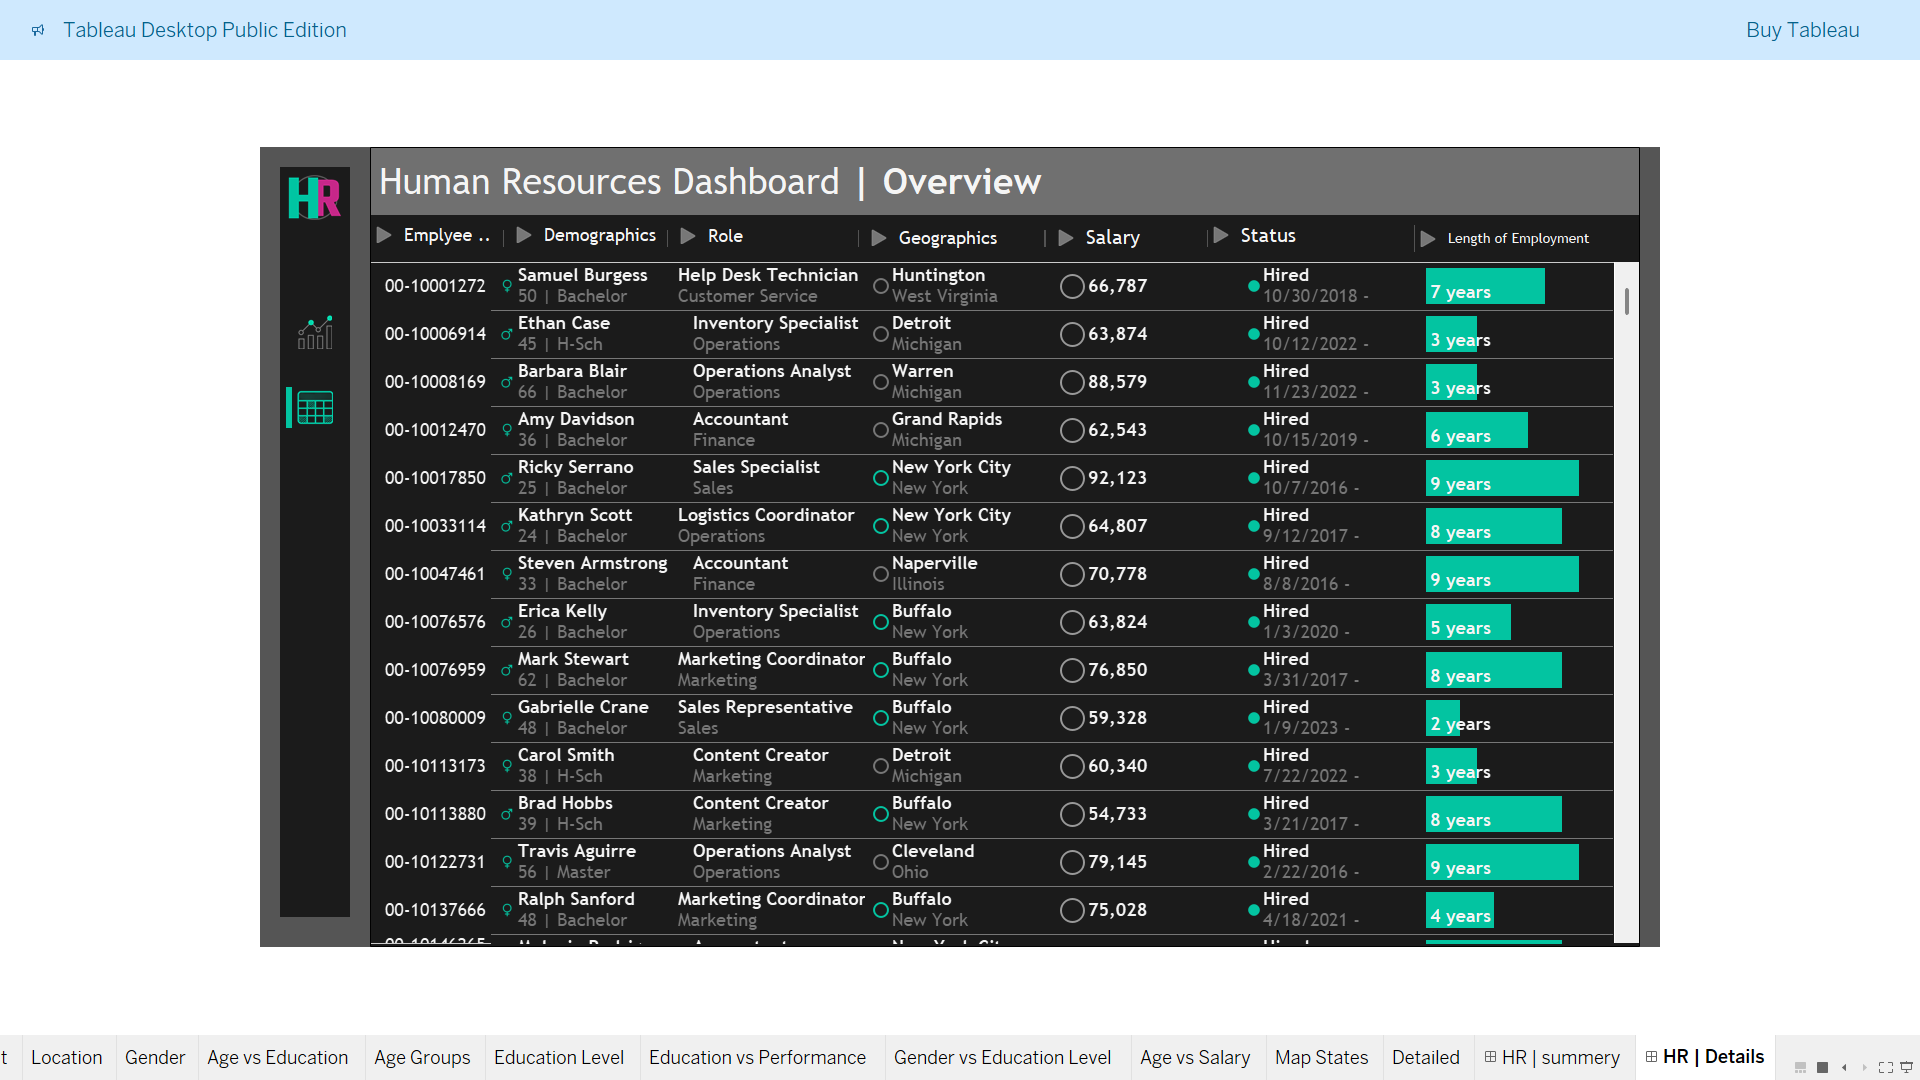 Tableau Desktop Public Edition Buy Tableau
HR
Human Resources Dashboard | Overview
Emplyee .. Demographics Role Geographics Salary Status Length of Employment
00-10001272 Samuel Burgess Help Desk Technician Huntington 66,787 Hired 7 years
50 | Bachelor Customer Service West Virginia 10/30/2018 -
00-10006914 Ethan Case Inventory Specialist Detroit 63,874 Hired 3 years
45 | H-Sch Operations Michigan 10/12/2022 -
00-10008169 Barbara Blair Operations Analyst Warren 88,579 Hired 3 years
66 | Bachelor Operations Michigan 11/23/2022 -
00-10012470 Amy Davidson Accountant Grand Rapids 62,543 Hired 6 years
36 | Bachelor Finance Michigan 10/15/2019 -
00-10017850 Ricky Serrano Sales Specialist New York City 92,123 Hired 9 years
25 | Bachelor Sales New York 10/7/2016 -
00-10033114 Kathryn Scott Logistics Coordinator New York City 64,807 Hired 8 years
24 | Bachelor Operations New York 9/12/2017 -
00-10047461 Steven Armstrong Accountant Naperville 70,778 Hired 9 years
33 | Bachelor Finance Illinois 8/8/2016 -
00-10076576 Erica Kelly Inventory Specialist Buffalo 63,824 Hired 5 years
26 | Bachelor Operations New York 1/3/2020 -
00-10076959 Mark Stewart Marketing Coordinator Buffalo 76,850 Hired 8 years
62 | Bachelor Marketing New York 3/31/2017 -
00-10080009 Gabrielle Crane Sales Representative Buffalo 59,328 Hired 2 years
48 | Bachelor Sales New York 1/9/2023 -
00-10113173 Carol Smith Content Creator Detroit 60,340 Hired 3 years
38 | H-Sch Marketing Michigan 7/22/2022 -
00-10113880 Brad Hobbs Content Creator Buffalo 54,733 Hired 8 years
39 | H-Sch Marketing New York 3/21/2017 -
00-10122731 Travis Aguirre Operations Analyst Cleveland 79,145 Hired 9 years
56 | Master Operations Ohio 2/22/2016 -
00-10137666 Ralph Sanford Marketing Coordinator Buffalo 75,028 Hired 4 years
48 | Bachelor Marketing New York 4/18/2021 -
t Location Gender Age vs Education Age Groups Education Level Education vs Performance Gender vs Education Level Age vs Salary Map States Detailed HR | summery HR | Details